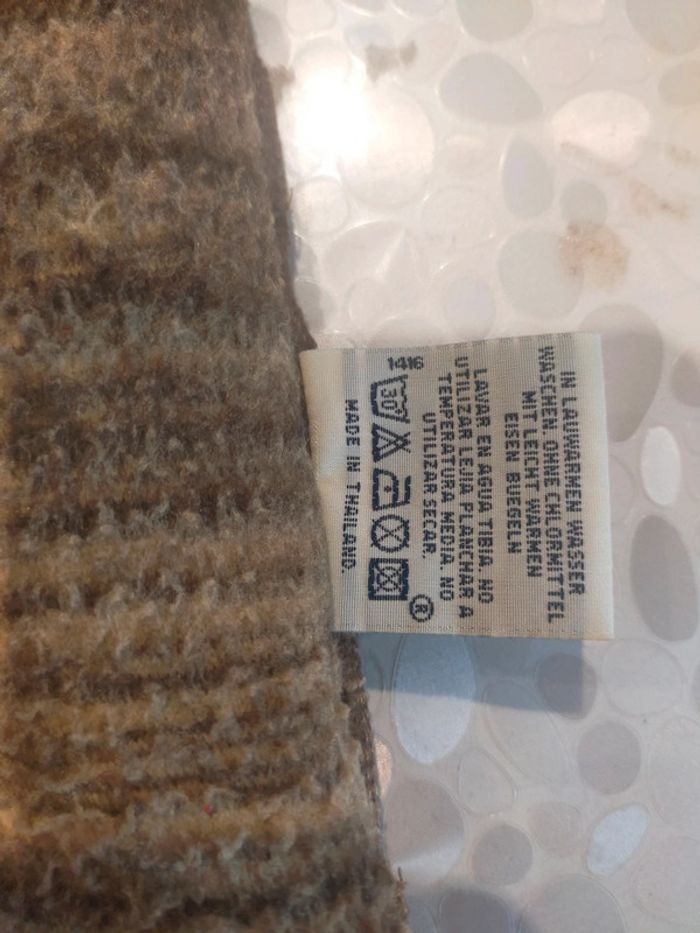 IN LAUWARMEN WASSER
WASCHEN. OHNE CHLORMITTEL
MIT LEICHT WARMEN
EISEN BUEGELN
LAVAR EN AGUA TIBIA. NO
UTILIZAR LEJIA PLANCHAR A
TEMPERATURA MEDIA. NO
UTILIZAR SECAR.
1416
30°
®
MADE IN THAILAND.